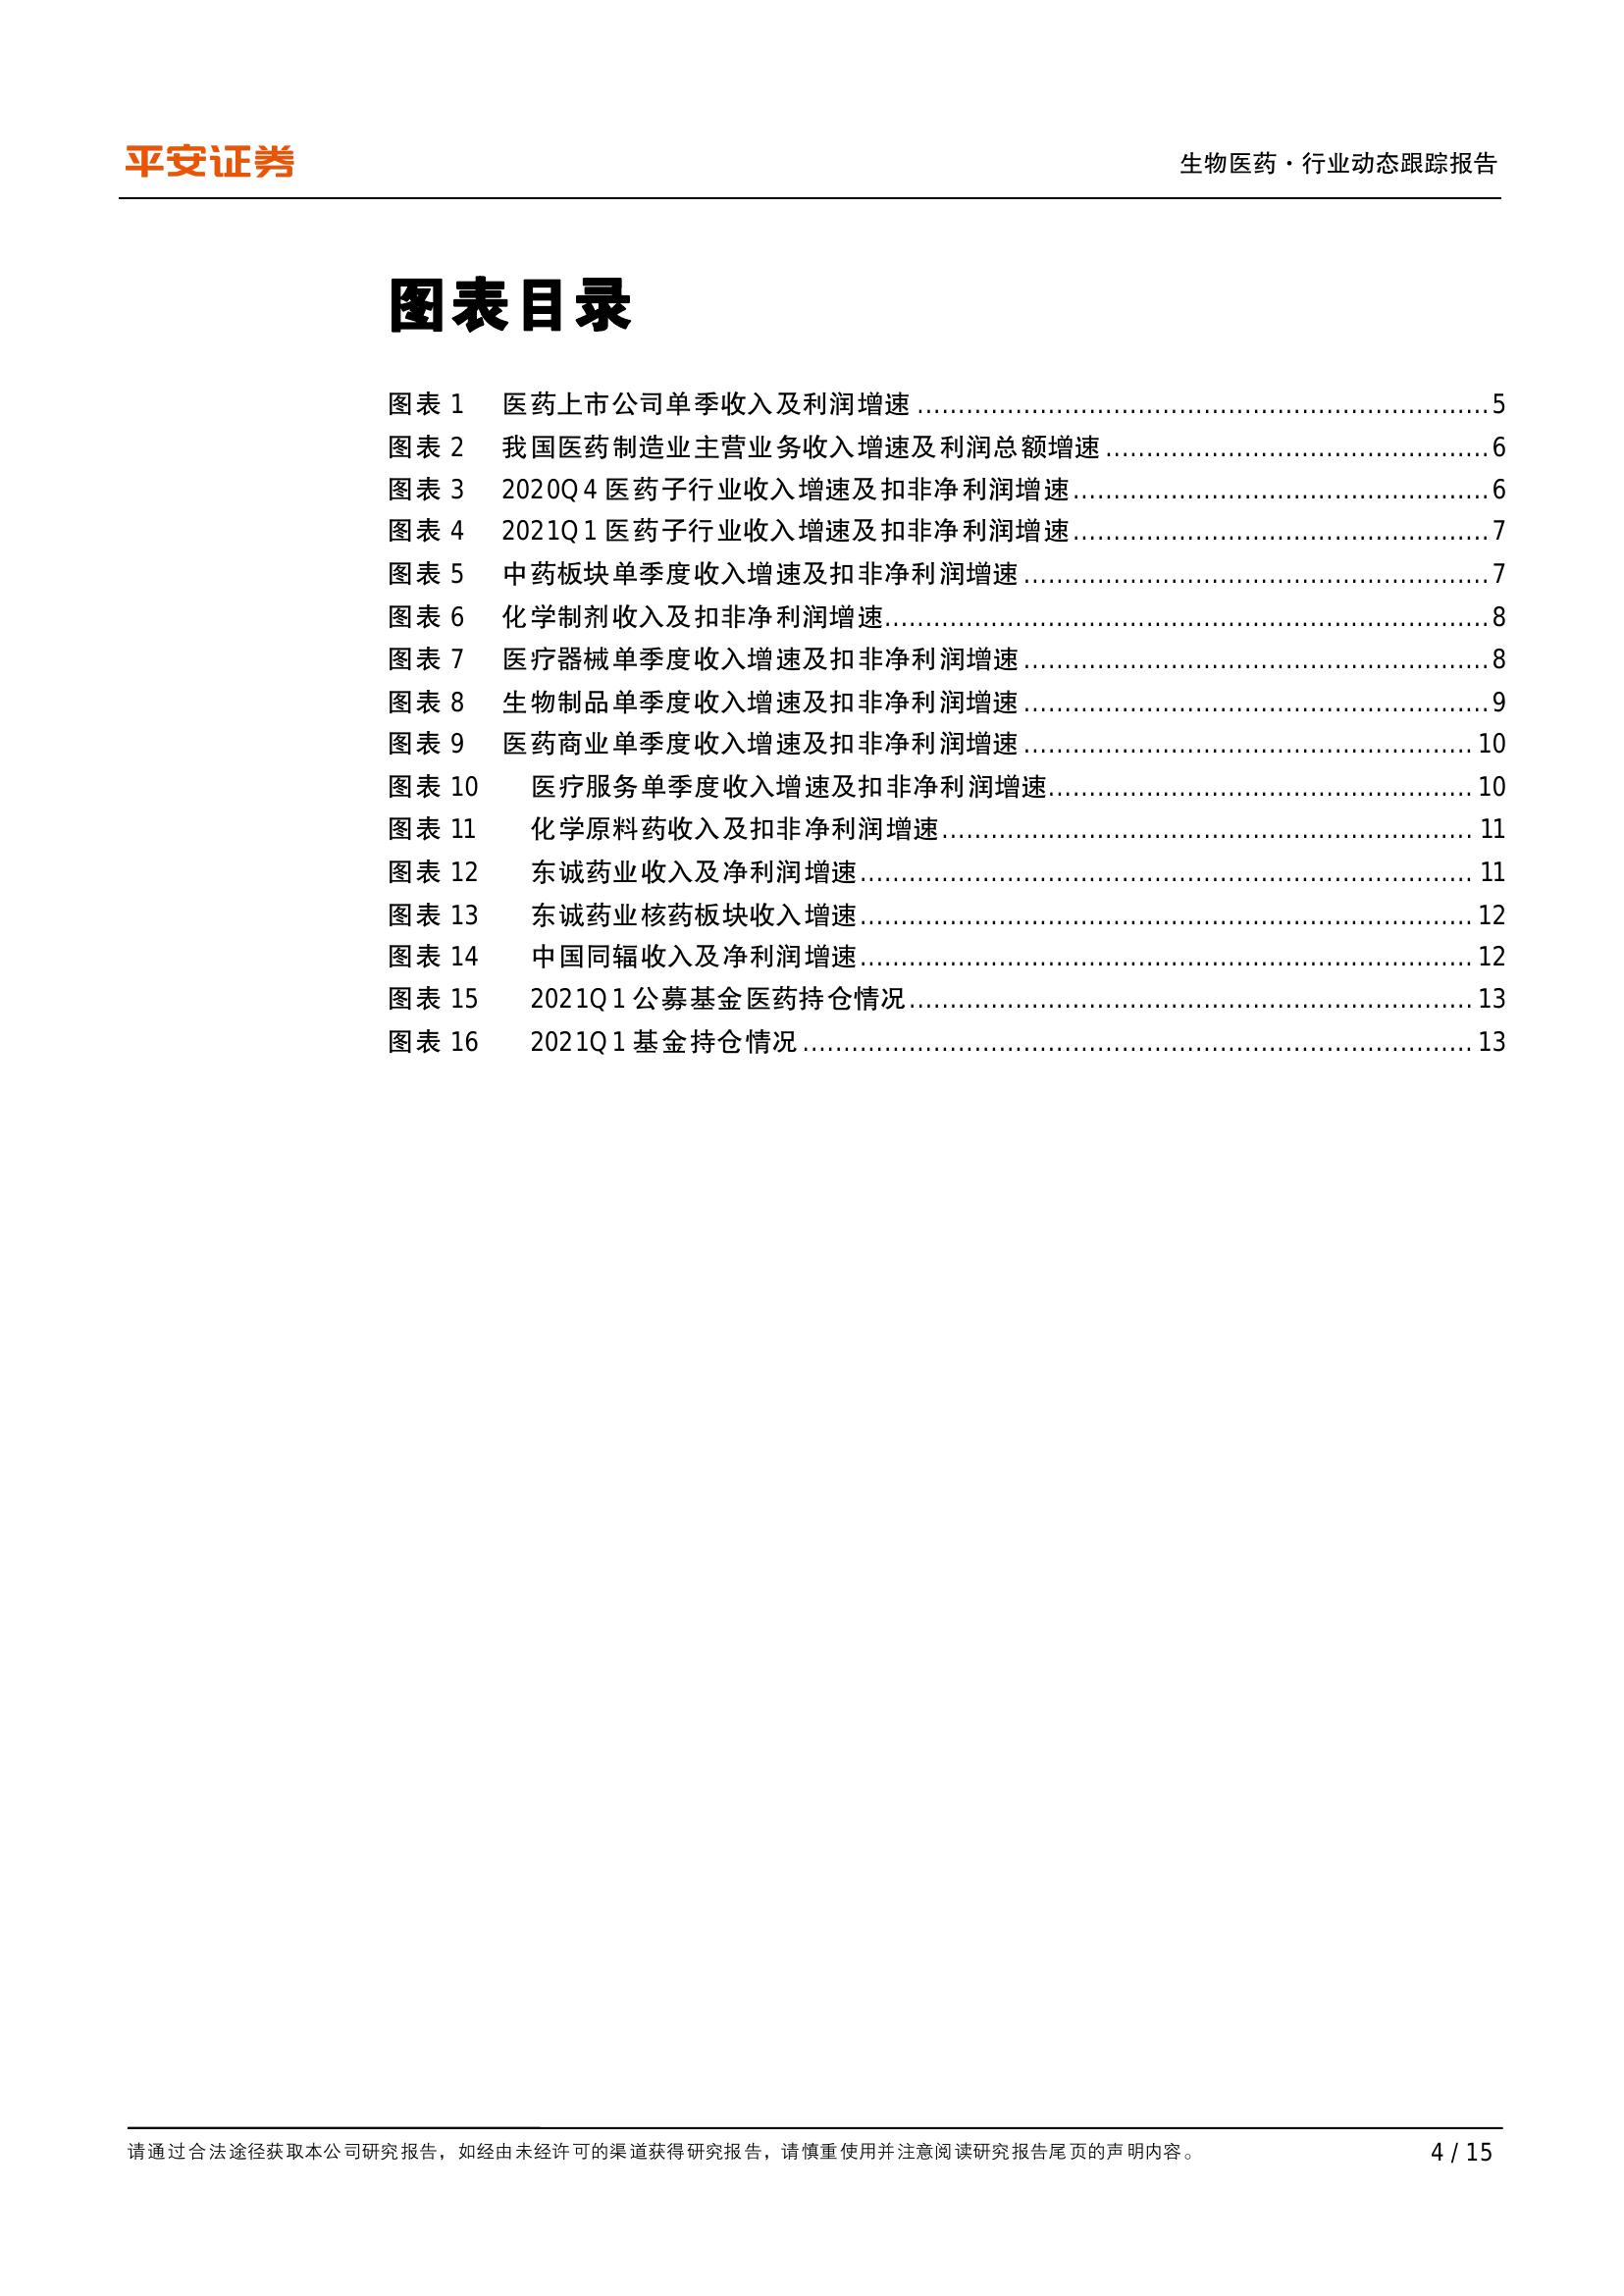 平安证券
生物医药·行业动态跟踪报告
图表目录
图表 1 医药上市公司单季收入及利润增速 ........ 5
图表 2 我国医药制造业主营业务收入增速及利润总额增速 ........ 6
图表 3 2020Q4 医药子行业收入增速及扣非净利润增速 ........ 6
图表 4 2021Q1 医药子行业收入增速及扣非净利润增速 ........ 7
图表 5 中药板块单季度收入增速及扣非净利润增速 ........ 7
图表 6 化学制剂收入及扣非净利润增速 ........ 8
图表 7 医疗器械单季度收入增速及扣非净利润增速 ........ 8
图表 8 生物制品单季度收入增速及扣非净利润增速 ........ 9
图表 9 医药商业单季度收入增速及扣非净利润增速 ........ 10
图表 10 医疗服务单季度收入增速及扣非净利润增速 ........ 10
图表 11 化学原料药收入及扣非净利润增速 ........ 11
图表 12 东诚药业收入及净利润增速 ........ 11
图表 13 东诚药业核药板块收入增速 ........ 12
图表 14 中国同辐收入及净利润增速 ........ 12
图表 15 2021Q1 公募基金医药持仓情况 ........ 13
图表 16 2021Q1 基金持仓情况 ........ 13
请通过合法途径获取本公司研究报告，如经由未经许可的渠道获得研究报告，请慎重使用并注意阅读研究报告尾页的声明内容。
4 / 15